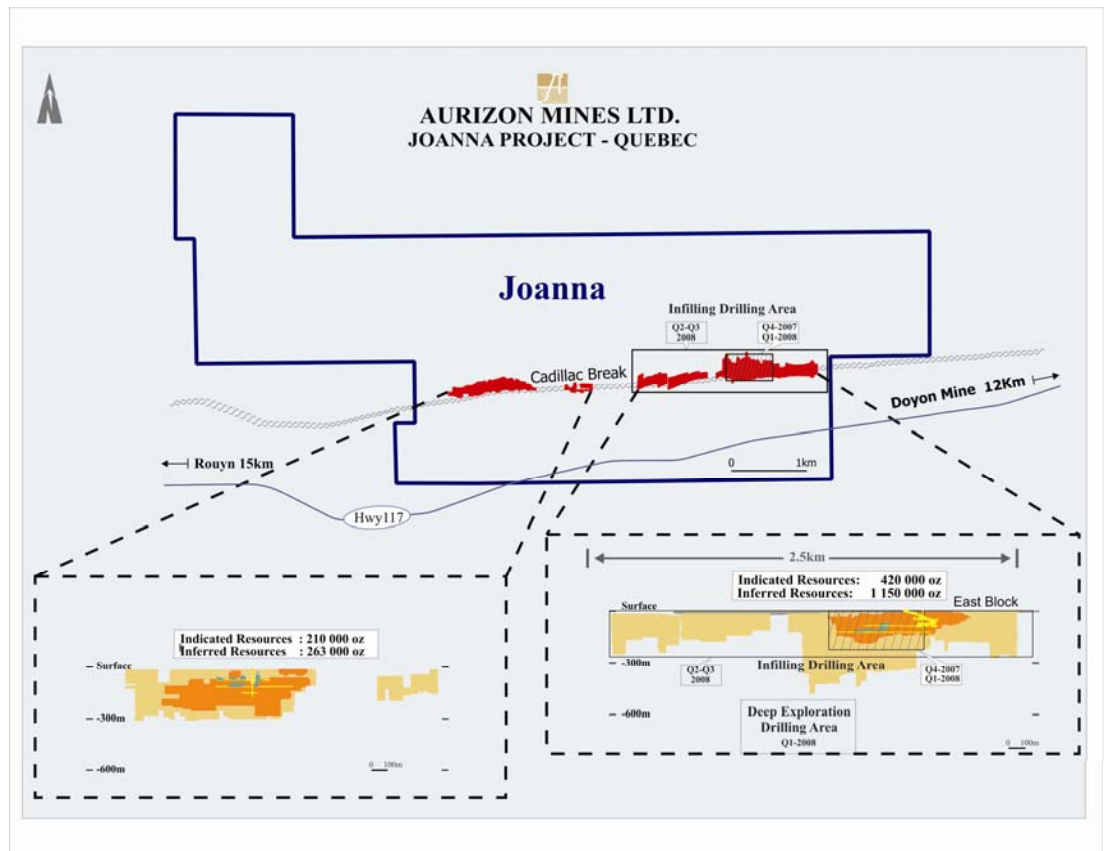 AURIZON MINES LTD.
JOANNA PROJECT - QUEBEC
Joanna
Infilling Drilling Area
Q2-Q3
2008
Q4-2007
Q1-2008
Cadillac Break
Doyon Mine 12Km
Rouyn 15km
0 1km
Hwy117
2.5km
Indicated Resources: 420 000 oz
Inferred Resources: 1 150 000 oz
Surface
East Block
-300m
Q2-Q3
2008
Infilling Drilling Area
Q4-2007
Q1-2008
-600m
Deep Exploration
Drilling Area
Q1-2008
0 100m
Indicated Resources : 210 000 oz
Inferred Resources : 263 000 oz
Surface
-300m
-600m
0 100m